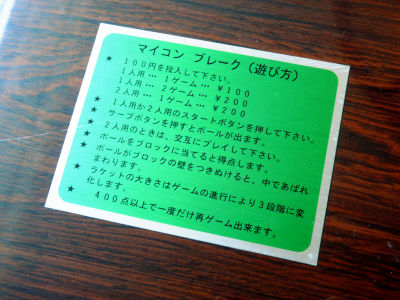 マイコン ブレーク (遊び方)
★ 100円を投入して下さい。
1人用… 1ゲーム… ¥100
1人用… 2ゲーム… ¥200
2人用… 1ゲーム… ¥200
★ 1人用か2人用のスタートボタンを押して下さい。
★ サーブボタンを押すとボールが出ます。
★ 2人用のときは、交互にプレイして下さい。
★ ボールをブロックに当てると得点します。
★ ボールがブロックの壁をつきぬけると、中であばれ
まわります
★ ラケットの大きさはゲームの進行により3段階に変
化します。
★ 400点以上で一度だけ再ゲーム出来ます。